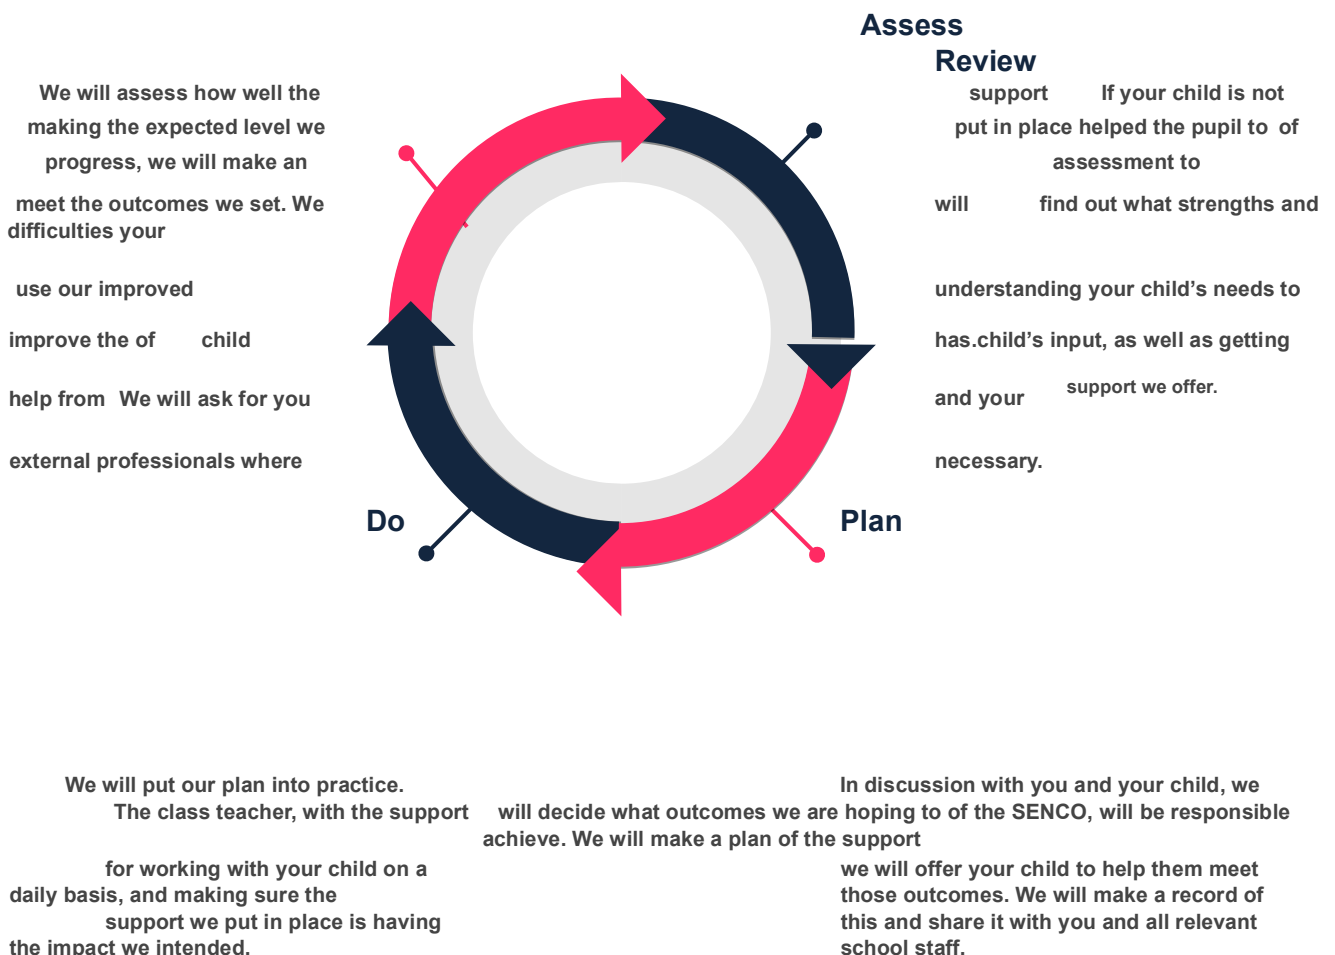 Assess
Review
We will assess how well the support If your child is not
making the expected level we put in place helped the pupil to of
progress, we will make an assessment to
meet the outcomes we set. We will find out what strengths and
difficulties your
use our improved understanding your child’s needs to
improve the of child has.child’s input, as well as getting
help from We will ask for you and your support we offer.
external professionals where necessary.
Do Plan
We will put our plan into practice. In discussion with you and your child, we
The class teacher, with the support will decide what outcomes we are hoping to of the SENCO, will be responsible
achieve. We will make a plan of the support
for working with your child on a we will offer your child to help them meet
daily basis, and making sure the those outcomes. We will make a record of
support we put in place is having this and share it with you and all relevant
the impact we intended. school staff.